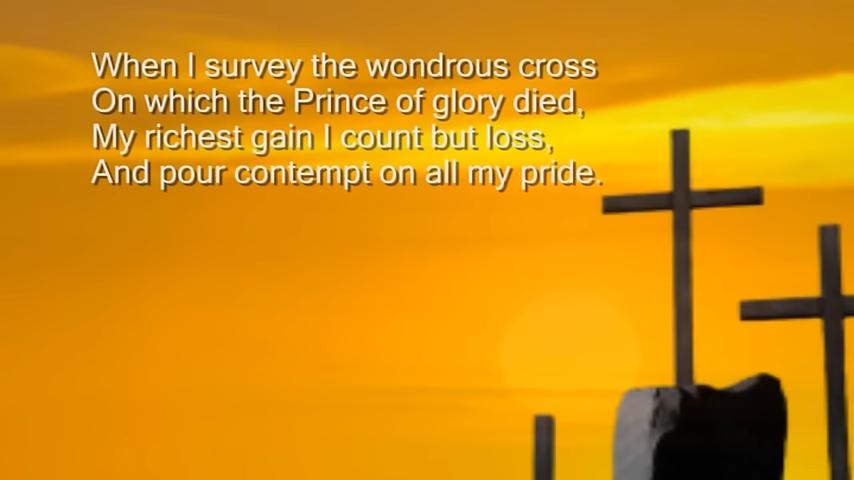 When I survey the wondrous cross
On which the Prince of glory died,
My richest gain I count but loss,
And pour contempt on all my pride.